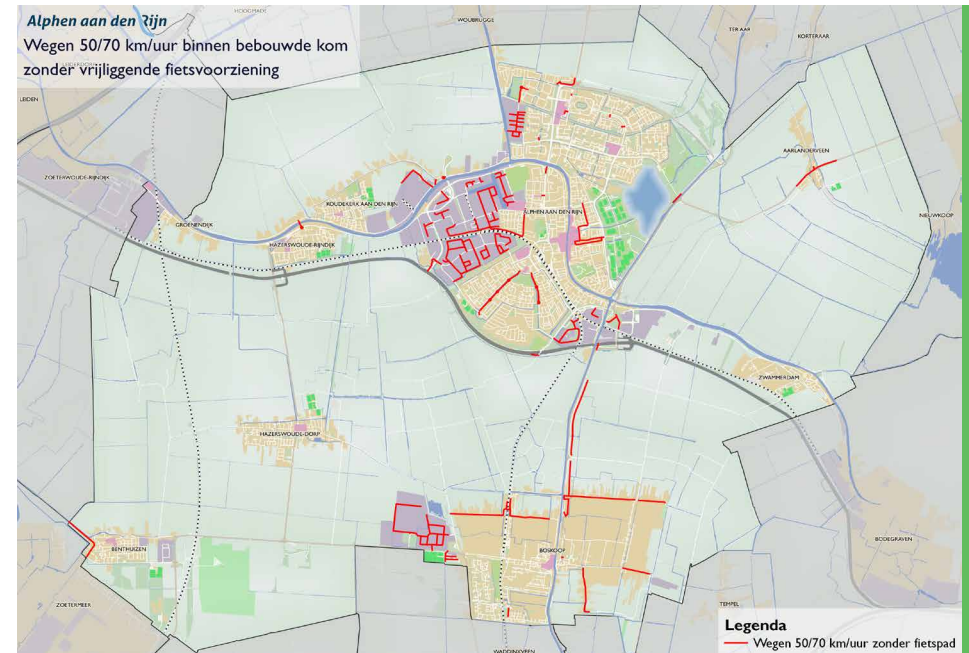 Alphen aan den Rijn
Wegen 50/70 km/uur binnen bebouwde kom
zonder vrijliggende fietsvoorziening
HOOGMADE
WOUBRUGGE
TER AAR
KORTERAAR
LEIDEN
ZOETERWOUDE-RIJNDIJK
AARLANDERVEEN
KOUDEKERK AAN DEN RIJN
GROENENDIJK
ALPHEN AAN DEN RIJN
NIEUWKOOP
HAZERSWOUDE-RIJNDIJK
ZWAMMERDAM
HAZERSWOUDE-DORP
BODEGRAVEN
BENTHUIZEN
BOSKOOP
ZOETERMEER
TEMPEL
WADDINXVEEN
Legenda
Wegen 50/70 km/uur zonder fietspad